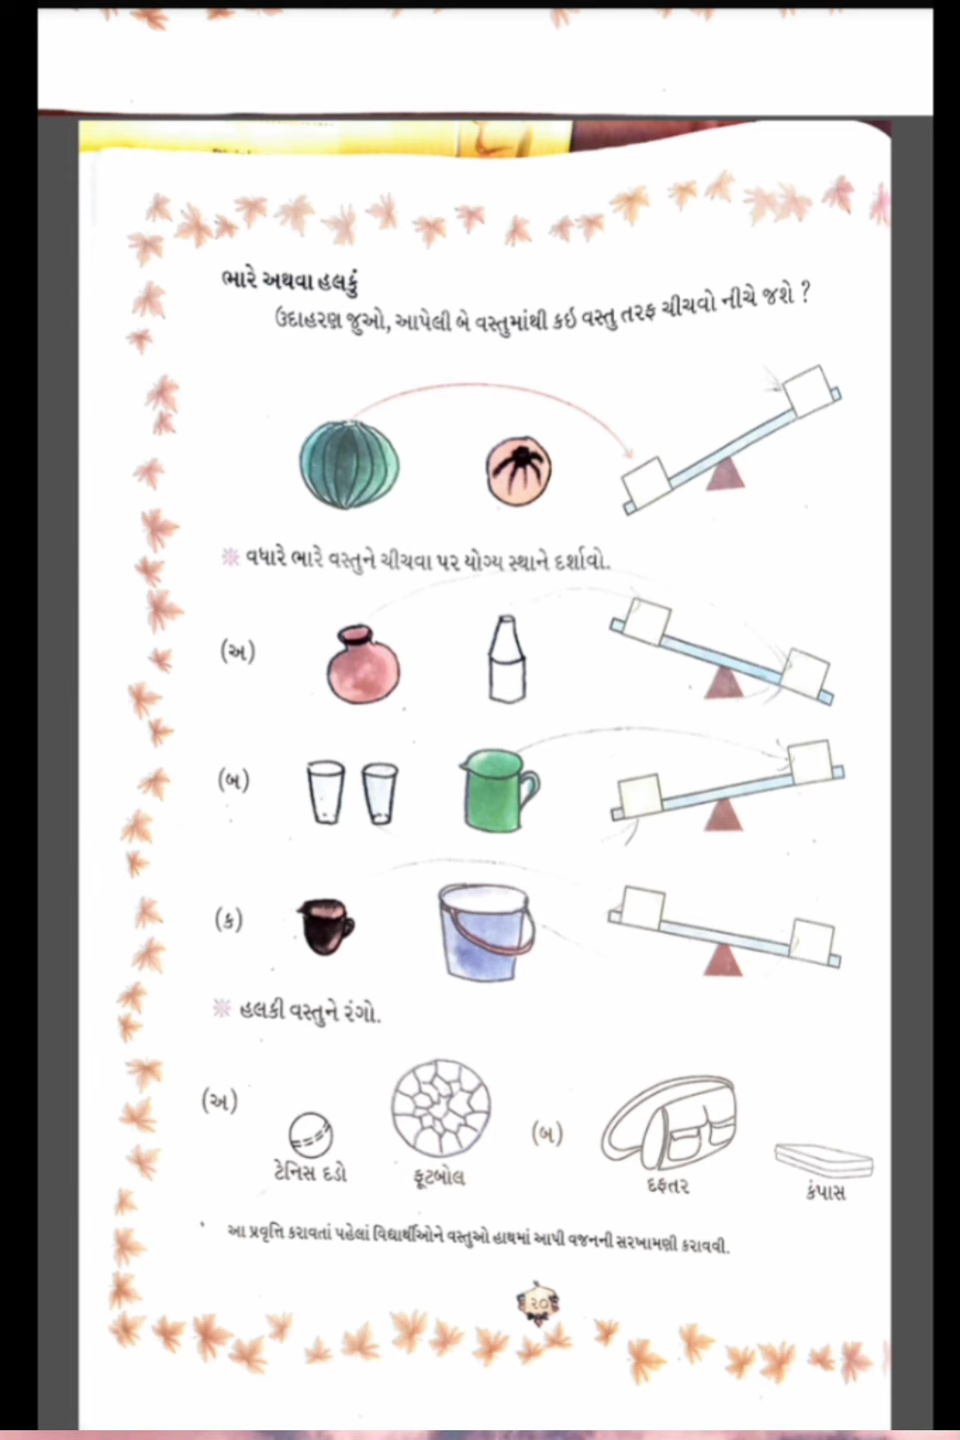 ભારે અથવા હલકું
ઉદાહરણ જુઓ, આપેલી બે વસ્તુમાંથી કઇ વસ્તુ તરફ ચીચવો નીચે જશે ?
❊ વધારે ભારે વસ્તુને ચીચવા પર યોગ્ય સ્થાને દર્શાવો.
(અ)
(બ)
(ક)
❊ હલકી વસ્તુને રંગો.
(અ)
ટેનિસ દડો
ફૂટબોલ
(બ)
દફતર
કંપાસ
આ પ્રવૃત્તિ કરાવતાં પહેલાં વિદ્યાર્થીઓને વસ્તુઓ હાથમાં આપી વજનની સરખામણી કરાવવી.
૨૦